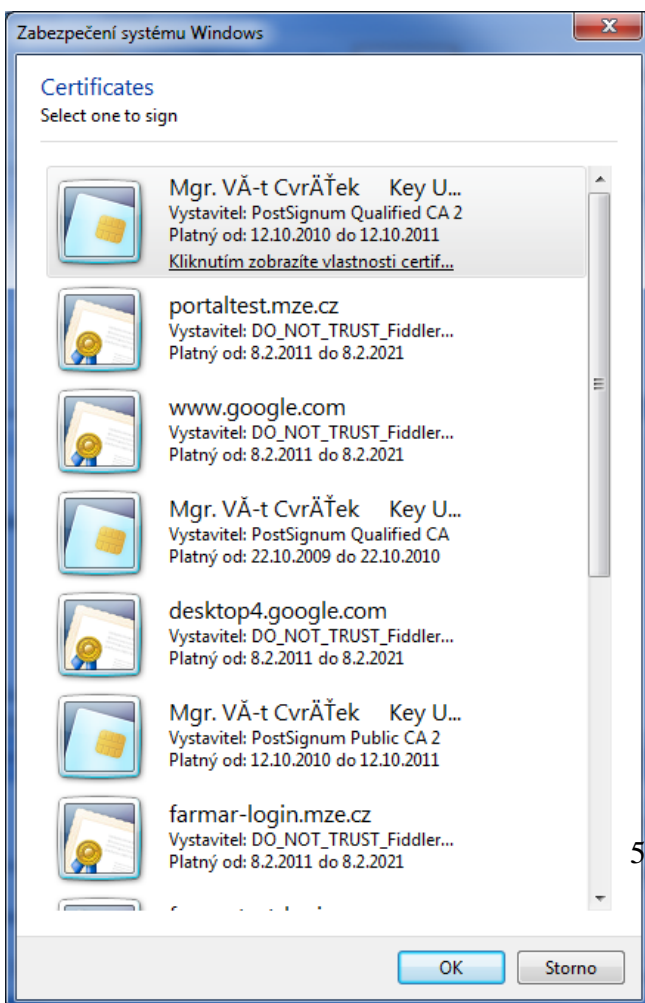 Zabezpečení systému Windows
Certificates
Select one to sign
Mgr. VĂ-t CvrÄŤek Key U...
Vystavitel: PostSignum Qualified CA 2
Platný od: 12.10.2010 do 12.10.2011
Kliknutím zobrazíte vlastnosti certif...
portaltest.mze.cz
Vystavitel: DO_NOT_TRUST_Fiddler...
Platný od: 8.2.2011 do 8.2.2021
www.google.com
Vystavitel: DO_NOT_TRUST_Fiddler...
Platný od: 8.2.2011 do 8.2.2021
Mgr. VĂ-t CvrÄŤek Key U...
Vystavitel: PostSignum Qualified CA
Platný od: 22.10.2009 do 22.10.2010
desktop4.google.com
Vystavitel: DO_NOT_TRUST_Fiddler...
Platný od: 8.2.2011 do 8.2.2021
Mgr. VĂ-t CvrÄŤek Key U...
Vystavitel: PostSignum Public CA 2
Platný od: 12.10.2010 do 12.10.2011
farmar-login.mze.cz
Vystavitel: DO_NOT_TRUST_Fiddler...
Platný od: 8.2.2011 do 8.2.2021
5
OK
Storno